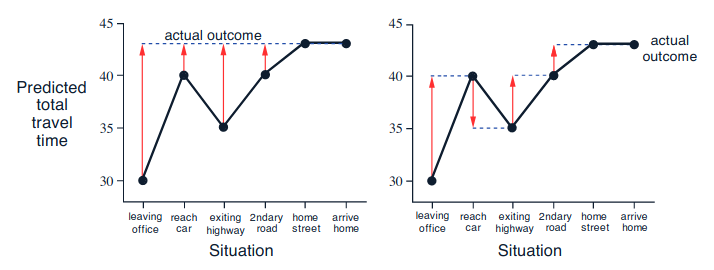 45
actual outcome
40
Predicted
total
travel
time
35
30
leaving reach exiting 2ndary home arrive
office car highway road street home
Situation
45
actual
outcome
40
35
30
leaving reach exiting 2ndary home arrive
office car highway road street home
Situation